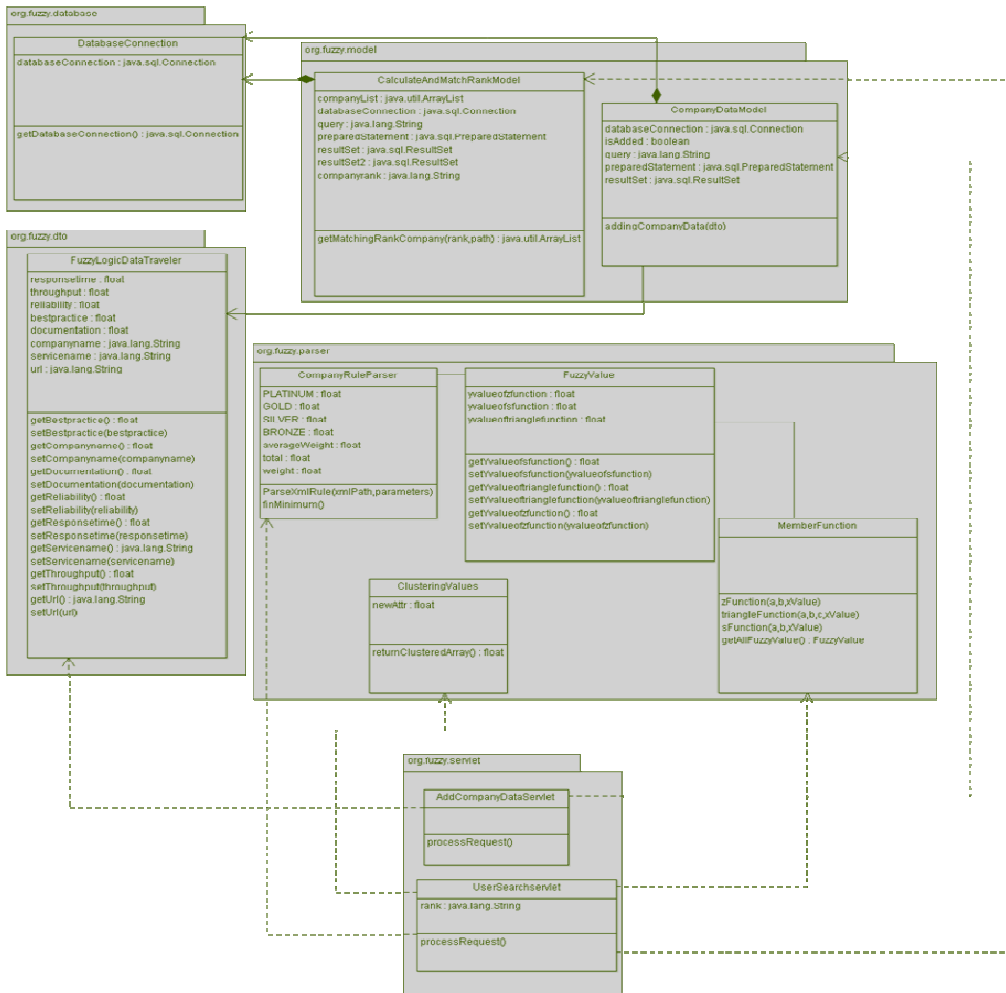 org.fuzzy.database
DatabaseConnection
databaseConnection : java.sql.Connection
getDatabaseConnection() : java.sql.Connection
org.fuzzy.model
CalculateAndMatchRankModel
companyList : java.util.ArrayList
databaseConnection : java.sql.Connection
query : java.lang.String
preparedStatement : java.sql.PreparedStatement
resultSet : java.sql.ResultSet
resultSet2 : java.sql.ResultSet
companyrank : java.lang.String
getMatchingRankCompany(rank,path) : java.util.ArrayList
CompanyDataModel
databaseConnection : java.sql.Connection
isAdded : boolean
query : java.lang.String
preparedStatement : java.sql.PreparedStatement
resultSet : java.sql.ResultSet
addingCompanyData(dto)
org.fuzzy.dto
FuzzyLogicDataTraveler
responsetime : float
throughput : float
reliability : float
bestpractice : float
documentation : float
companyname : java.lang.String
servicename : java.lang.String
url : java.lang.String
getBestpractice() : float
setBestpractice(bestpractice)
getCompanyname() : float
setCompanyname(companyname)
getDocumentation() : float
setDocumentation(documentation)
getReliability() : float
setReliability(reliability)
getResponsetime() : float
setResponsetime(responsetime)
getServicename() : java.lang.String
setServicename(servicename)
getThroughput() : float
setThroughput(throughput)
getUrl() : java.lang.String
setUrl(url)
org.fuzzy.parser
CompanyRuleParser
PLATINUM : float
GOLD : float
SILVER : float
BRONZE : float
averageWeight : float
total : float
weight : float
ParseXmlRule(xmlPath,parameters)
finMinimum()
FuzzyValue
yvalueofzfunction : float
yvalueofsfunction : float
yvalueoftrianglefunction : float
getYvalueofsfunction() : float
setYvalueofsfunction(yvalueofsfunction)
getYvalueoftrianglefunction() : float
setYvalueoftrianglefunction(yvalueoftrianglefunction)
getYvalueofzfunction() : float
setYvalueofzfunction(yvalueofzfunction)
MemberFunction
zFunction(a,b,xValue)
triangleFunction(a,b,c,xValue)
sFunction(a,b,xValue)
getAllFuzzyValue() : FuzzyValue
ClusteringValues
newAttr : float
returnClusteredArray() : float
org.fuzzy.servlet
AddCompanyDataServlet
processRequest()
UserSearchservlet
rank : java.lang.String
processRequest()